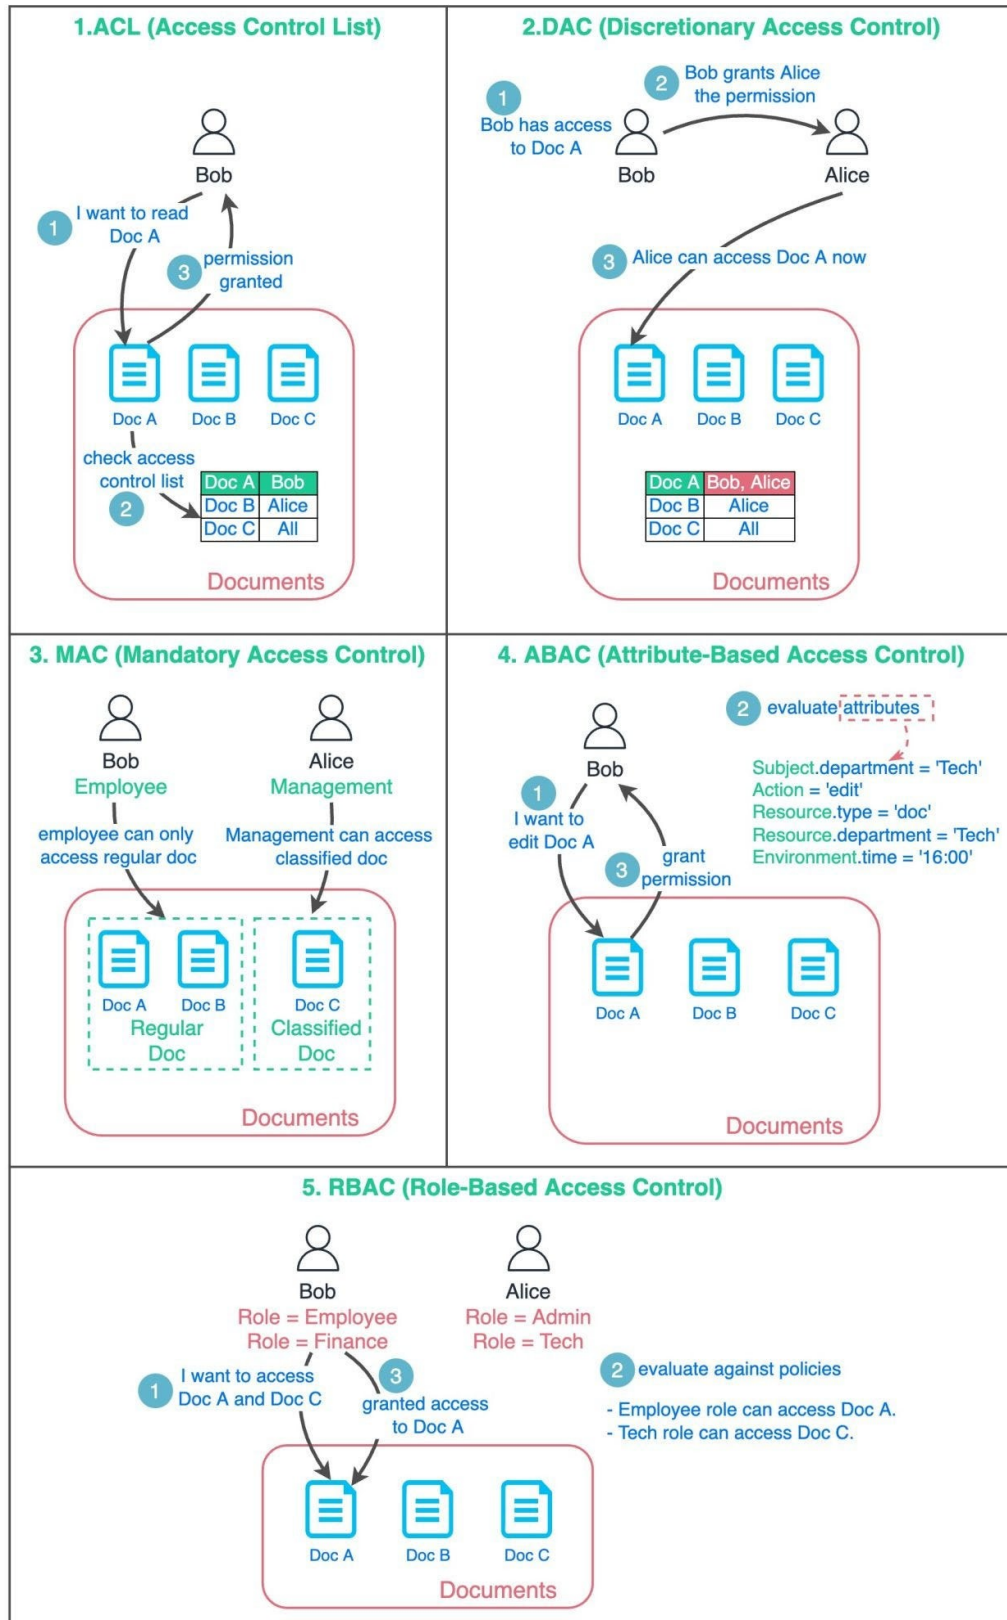 1.ACL (Access Control List)
Bob
1
I want to read
Doc A
3
permission
granted
Doc A
Doc B
Doc C
check access
control list
2
Doc A Bob
Doc B Alice
Doc C All
Documents
2.DAC (Discretionary Access Control)
1
Bob has access
to Doc A
2
Bob grants Alice
the permission
Bob
Alice
3
Alice can access Doc A now
Doc A
Doc B
Doc C
Doc A Bob, Alice
Doc B Alice
Doc C All
Documents
3. MAC (Mandatory Access Control)
Bob
Employee
employee can only
access regular doc
Alice
Management
Management can access
classified doc
Doc A
Doc B
Regular
Doc
Doc C
Classified
Doc
Documents
4. ABAC (Attribute-Based Access Control)
Bob
1
I want to
edit Doc A
2
evaluate attributes
Subject.department = 'Tech'
Action = 'edit'
Resource.type = 'doc'
Resource.department = 'Tech'
Environment.time = '16:00'
3
grant
permission
Doc A
Doc B
Doc C
Documents
5. RBAC (Role-Based Access Control)
Bob
Role = Employee
Role = Finance
Alice
Role = Admin
Role = Tech
1
I want to access
Doc A and Doc C
3
granted access
to Doc A
2
evaluate against policies
- Employee role can access Doc A.
- Tech role can access Doc C.
Doc A
Doc B
Doc C
Documents